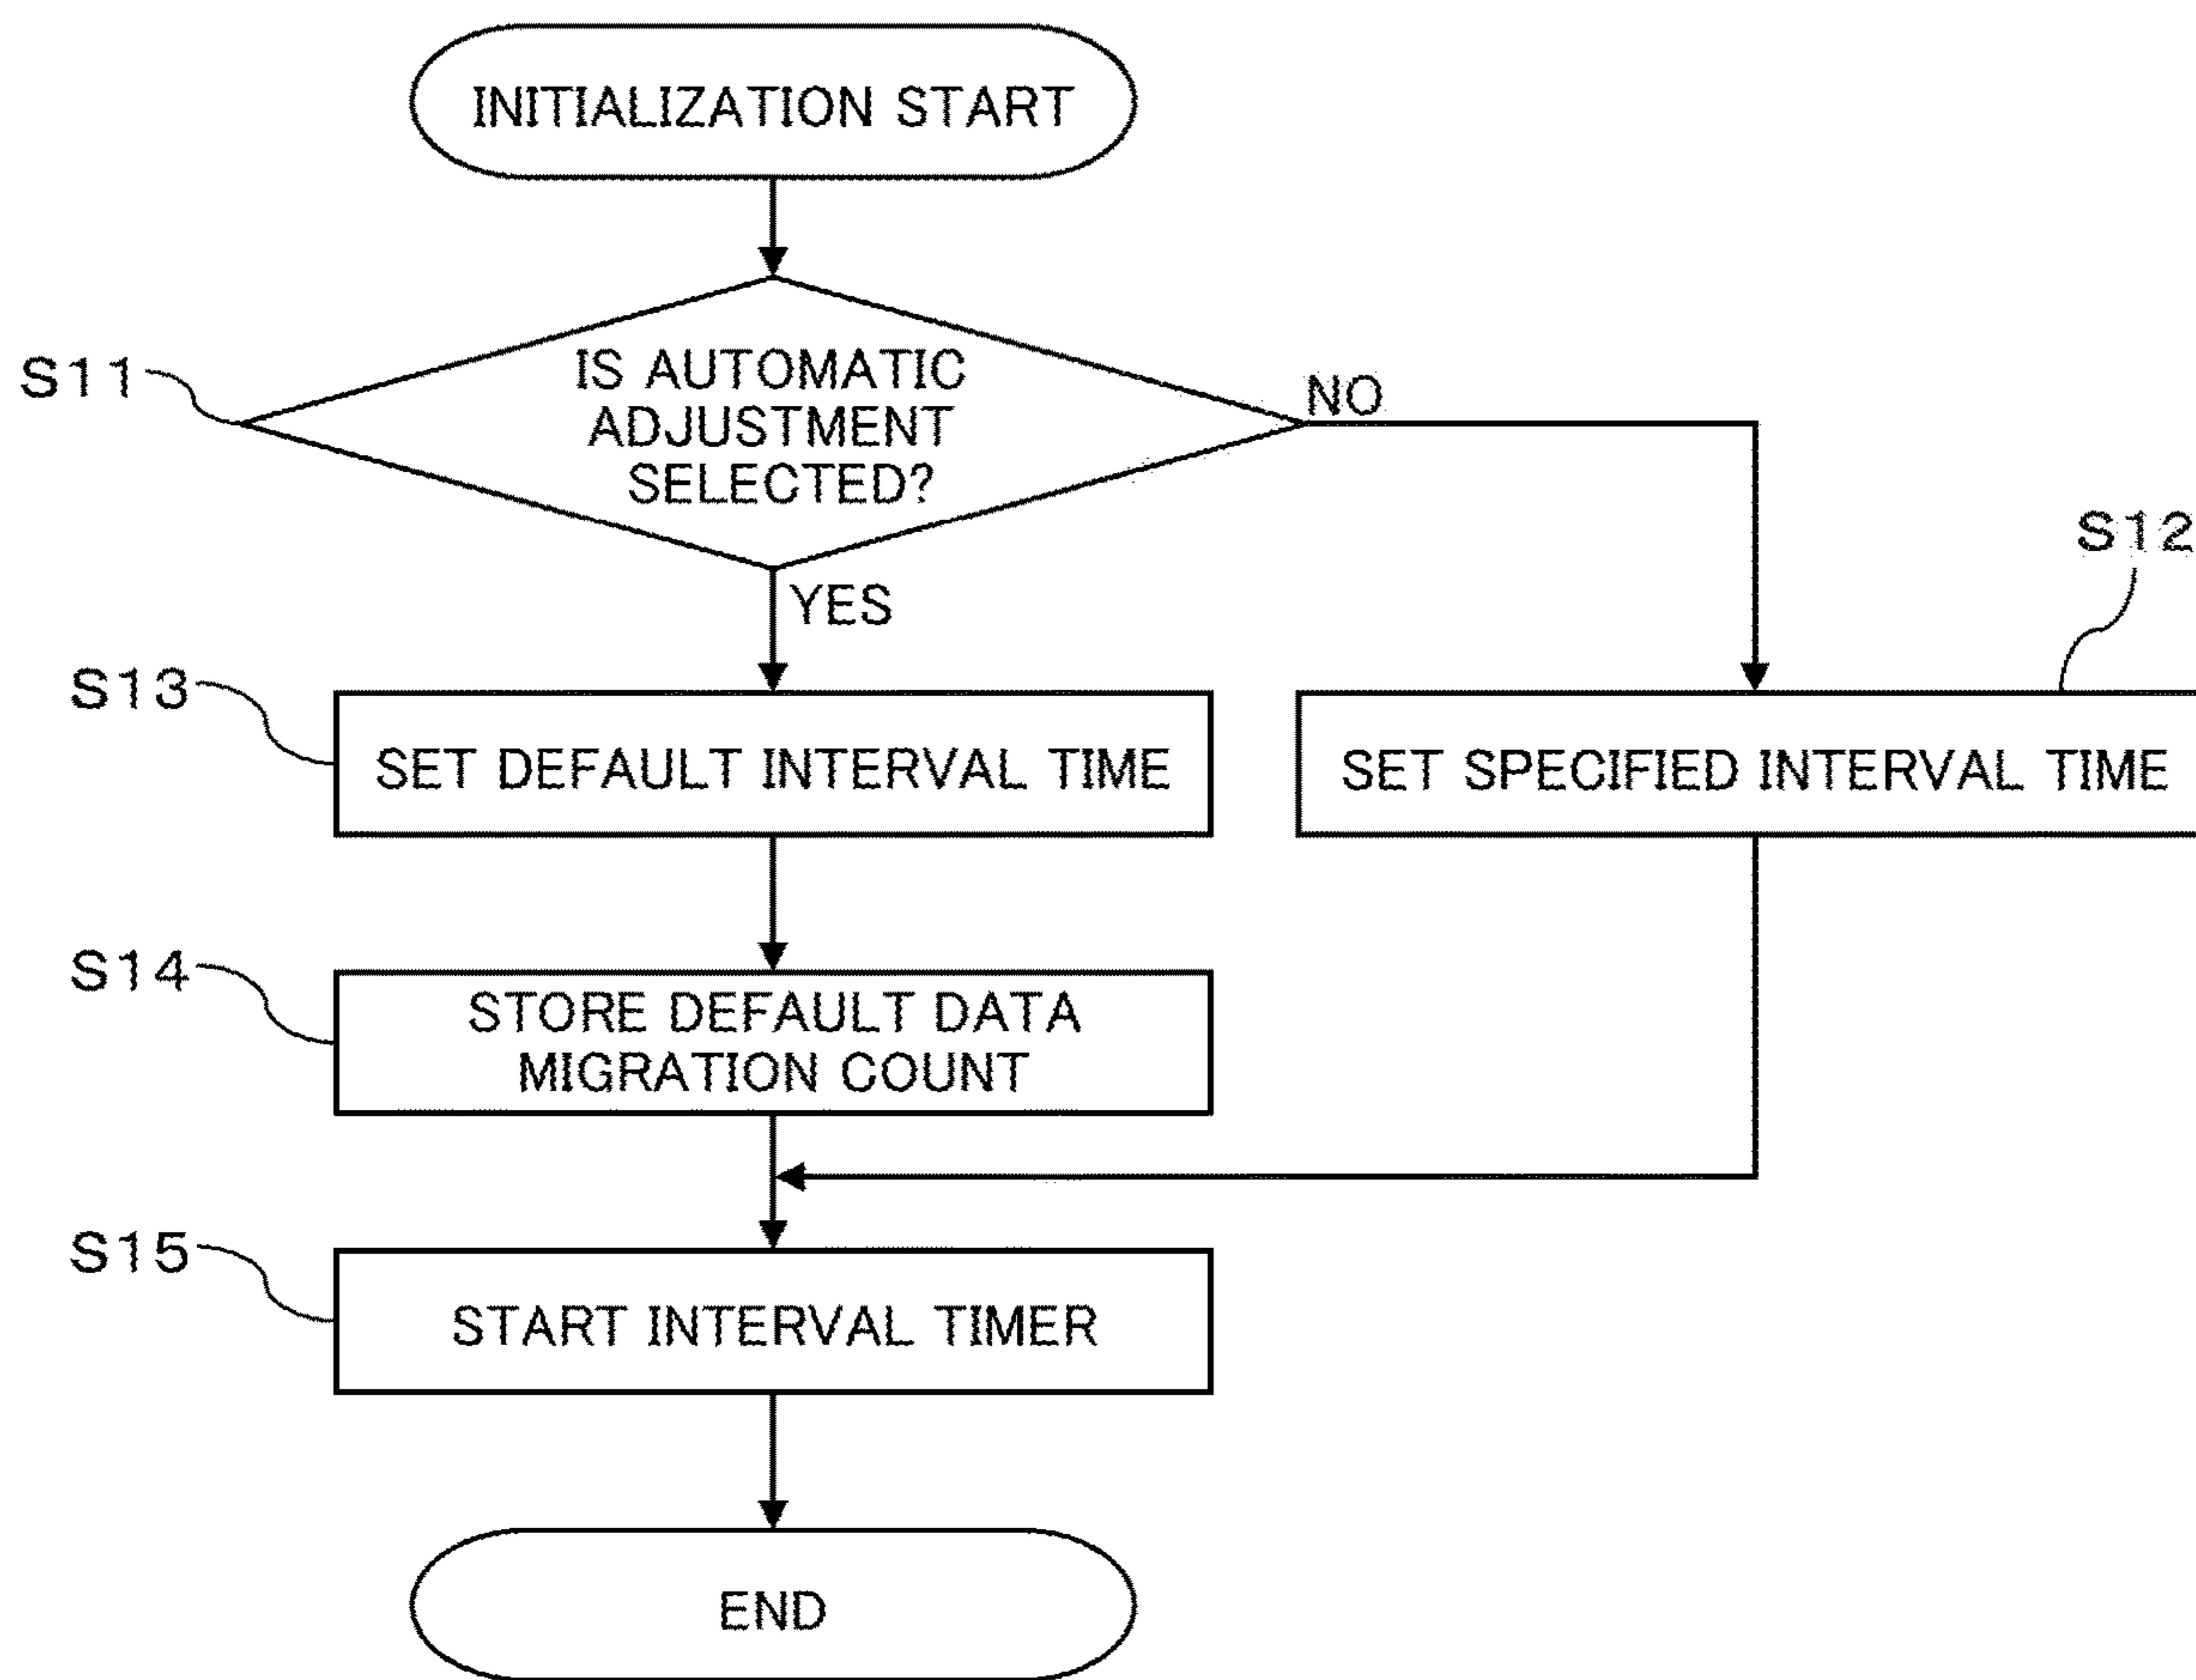 INITIALIZATION START
S11
IS AUTOMATIC
ADJUSTMENT
SELECTED?
NO
YES
S12
S13
SET DEFAULT INTERVAL TIME
SET SPECIFIED INTERVAL TIME
S14
STORE DEFAULT DATA
MIGRATION COUNT
S15
START INTERVAL TIMER
END